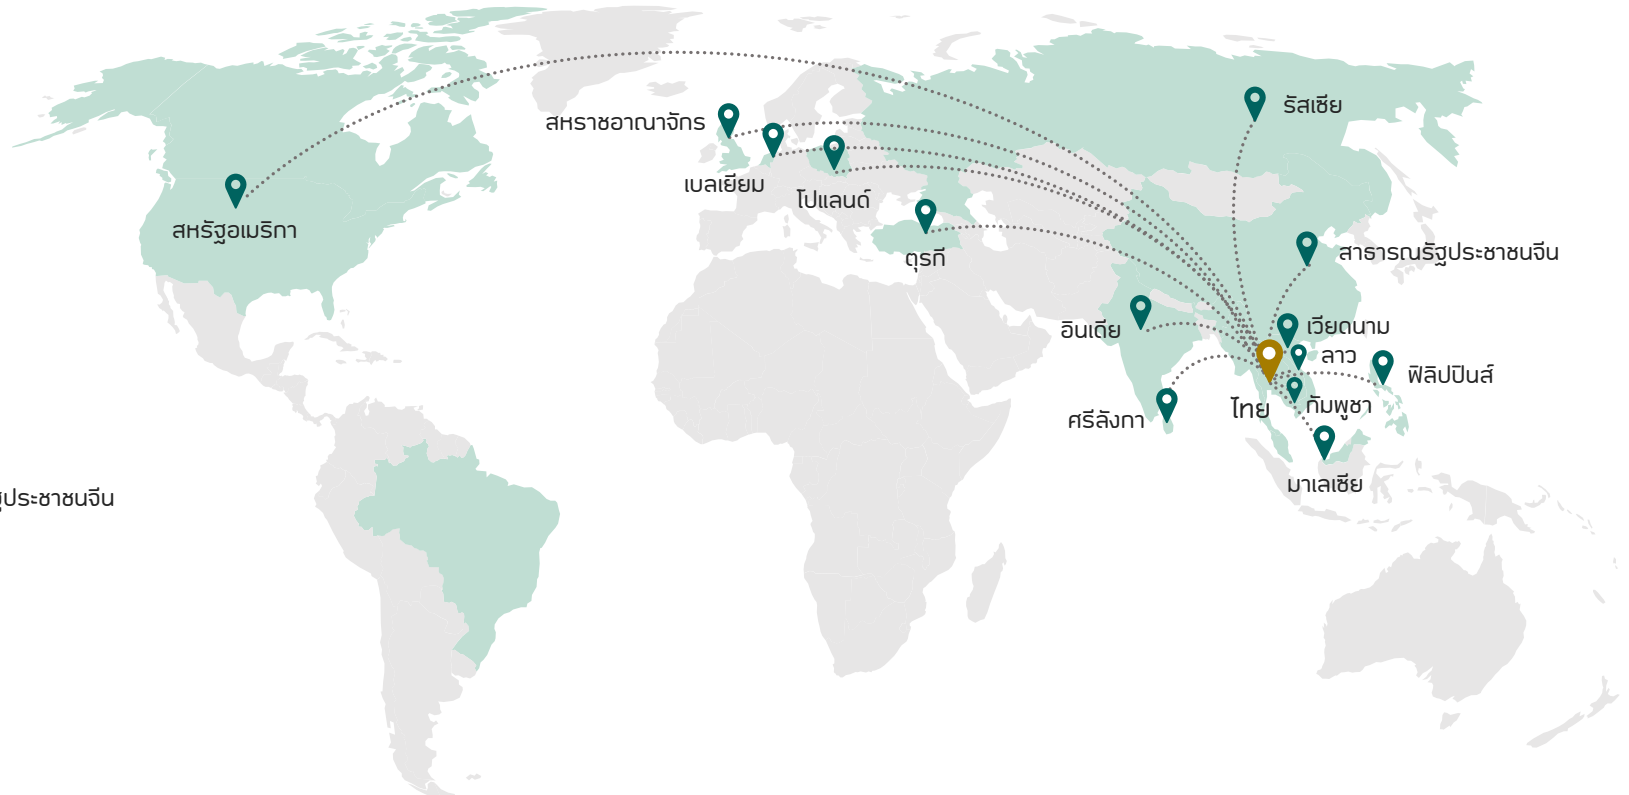 รัสเซีย
สหราชอาณาจักร
เบลเยียม
โปแลนด์
สหรัฐอเมริกา
ตุรกี
สาธารณรัฐประชาชนจีน
อินเดีย
เวียดนาม
ลาว
ฟิลิปปินส์
ไทย
กัมพูชา
ศรีลังกา
มาเลเซีย
ประชาชนจีน